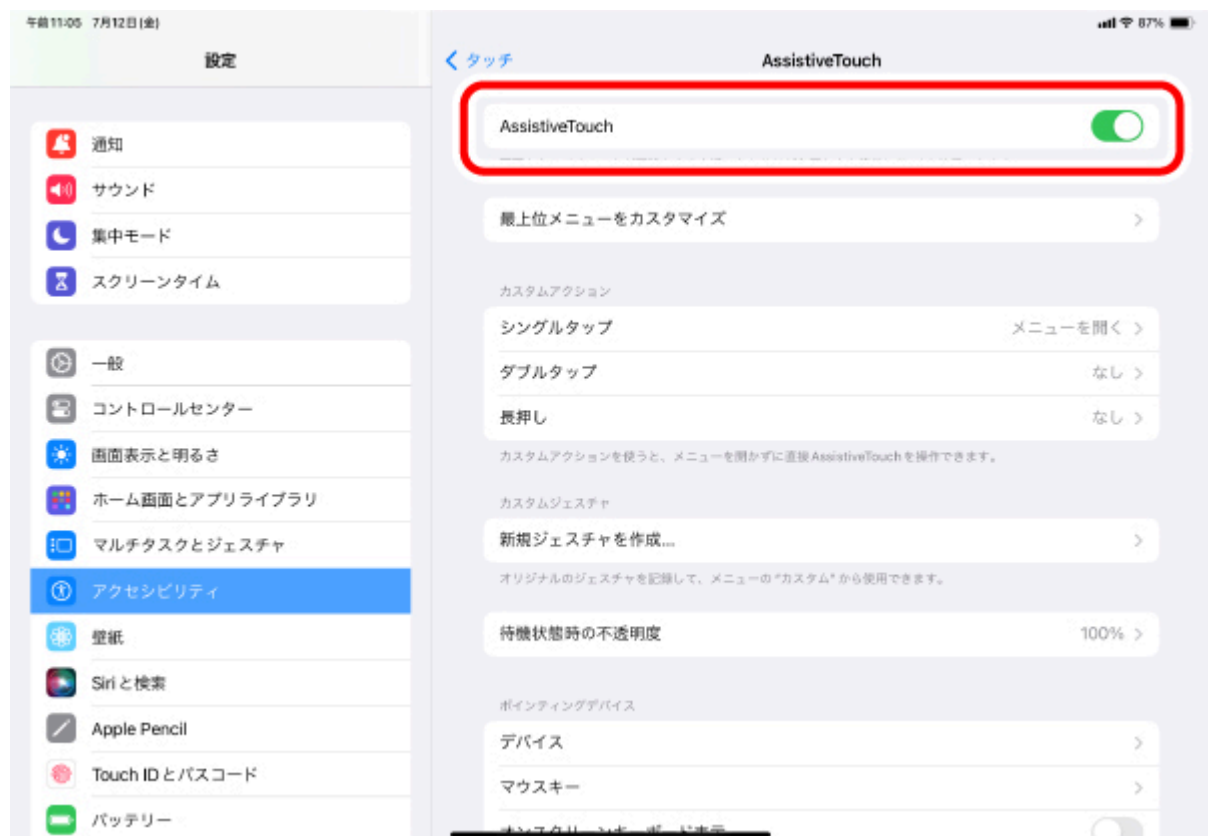 午前11:05 7月12日(金)
87%
設定
通知
サウンド
集中モード
スクリーンタイム
一般
コントロールセンター
画面表示と明るさ
ホーム画面とアプリライブラリ
マルチタスクとジェスチャ
アクセシビリティ
壁紙
Siriと検索
Apple Pencil
Touch IDとパスコード
バッテリー
タッチ
AssistiveTouch
AssistiveTouch
最上位メニューをカスタマイズ
カスタムアクション
シングルタップ メニューを開く
ダブルタップ なし
長押し なし
カスタムアクションを使うと、メニューを開かずに直接AssistiveTouchを操作できます。
カスタムジェスチャ
新規ジェスチャを作成...
オリジナルのジェスチャを記録して、メニューの"カスタム"から使用できます。
待機状態時の不透明度 100%
ポインティングデバイス
デバイス
マウスキー